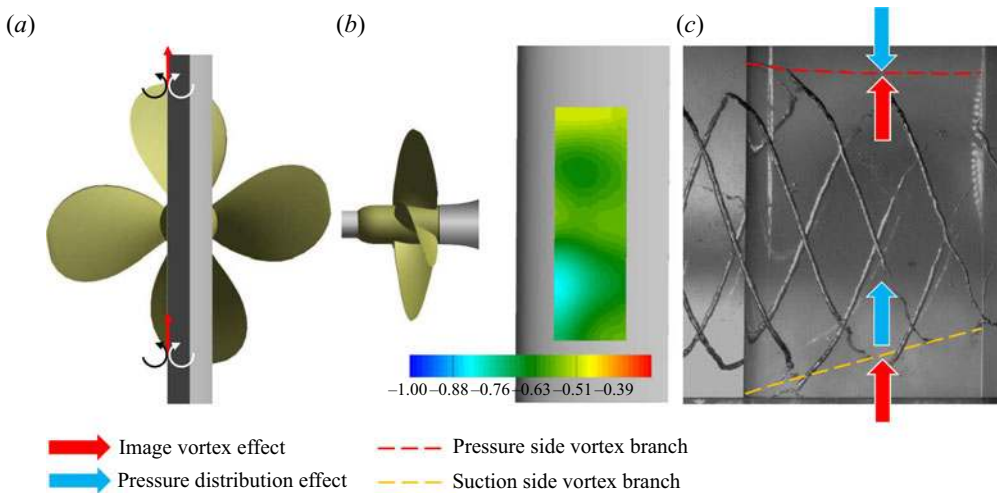 (a)
(b)
(c)
−1.00 −0.88 −0.76 −0.63 −0.51 −0.39
Image vortex effect
Pressure side vortex branch
Pressure distribution effect
Suction side vortex branch